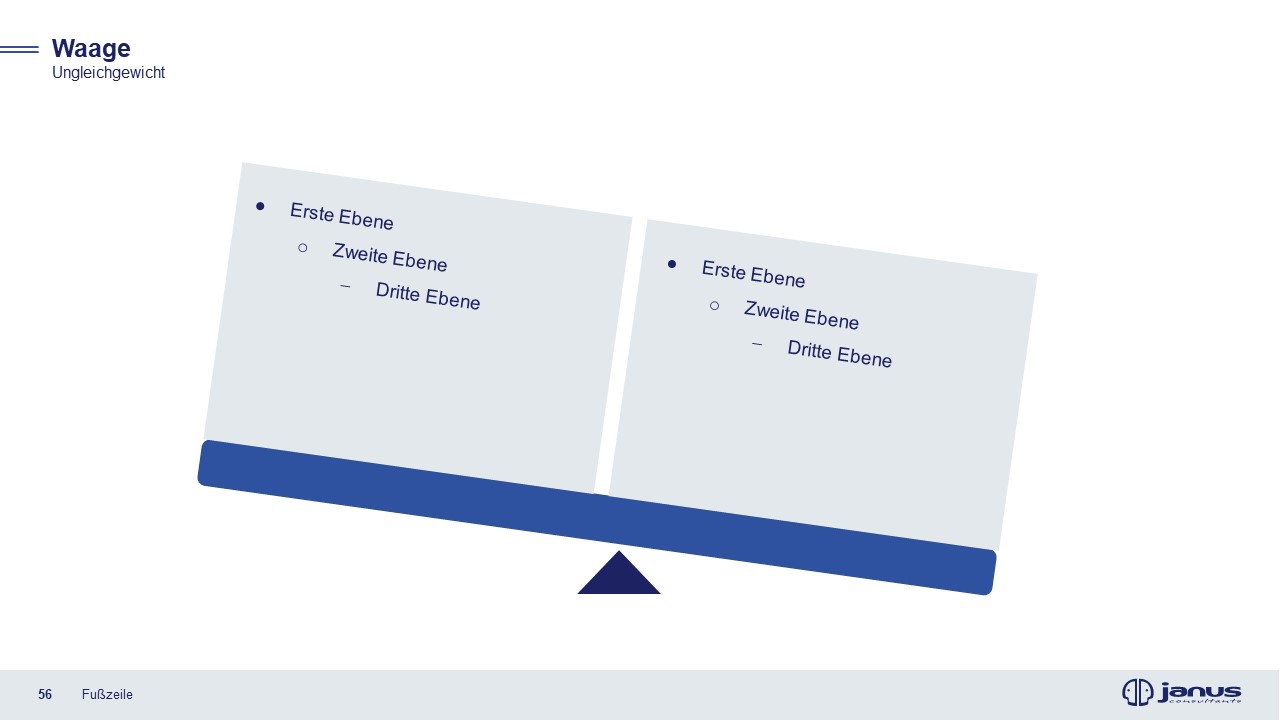 Waage
Ungleichgewicht
● Erste Ebene
○ Zweite Ebene
– Dritte Ebene
● Erste Ebene
○ Zweite Ebene
– Dritte Ebene
56 Fußzeile
janus
consultants